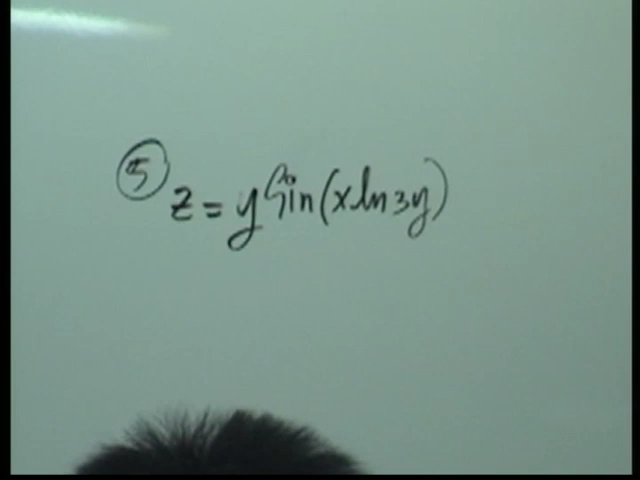 ⑤ z = y Sin(x ln 3y)